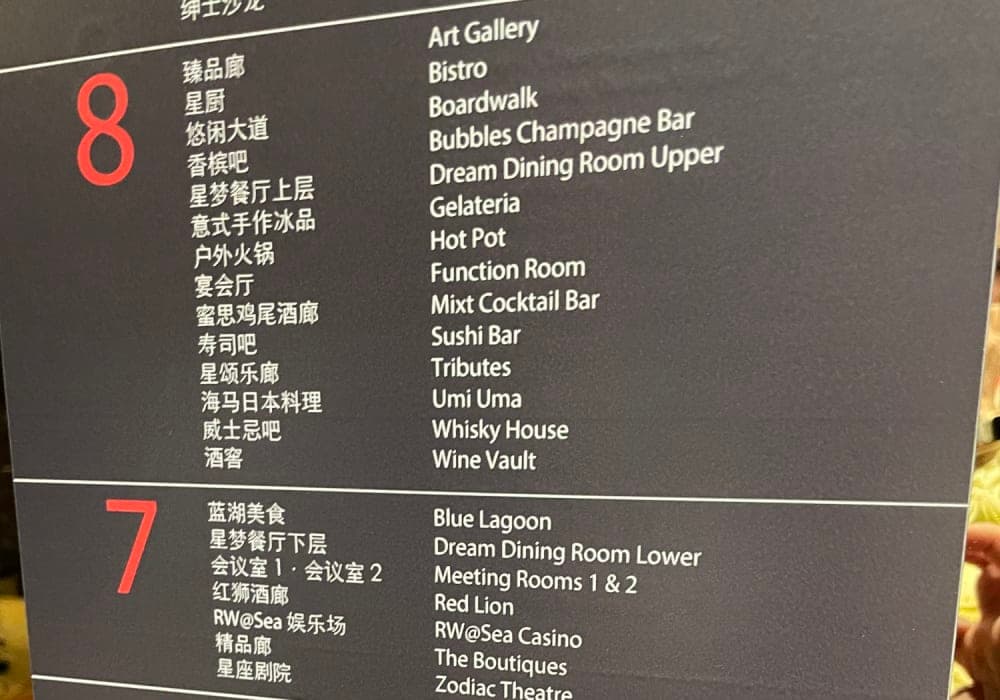 绅士沙龙
8
臻品廊 Art Gallery
星厨 Bistro
悠闲大道 Boardwalk
香槟吧 Bubbles Champagne Bar
星梦餐厅上层 Dream Dining Room Upper
意式手作冰品 Gelateria
户外火锅 Hot Pot
宴会厅 Function Room
蜜思鸡尾酒廊 Mixt Cocktail Bar
寿司吧 Sushi Bar
星颂乐廊 Tributes
海马日本料理 Umi Uma
威士忌吧 Whisky House
酒窖 Wine Vault
7
蓝湖美食 Blue Lagoon
星梦餐厅下层 Dream Dining Room Lower
会议室 1 · 会议室 2 Meeting Rooms 1 & 2
红狮酒廊 Red Lion
RW@Sea 娱乐场 RW@Sea Casino
精品廊 The Boutiques
星座剧院 Zodiac Theatre